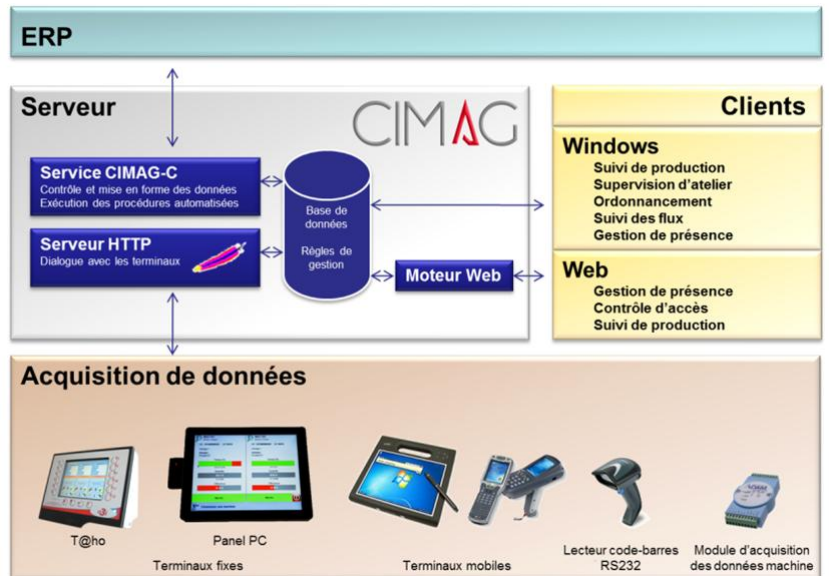 ERP
Serveur
CIMAG
Service CIMAG-C
Contrôle et mise en forme des données
Exécution des procédures automatisées
Serveur HTTP
Dialogue avec les terminaux
Base de
données
Règles de
gestion
Moteur Web
Clients
Windows
Suivi de production
Supervision d'atelier
Ordonnancement
Suivi des flux
Gestion de présence
Web
Gestion de présence
Contrôle d'accès
Suivi de production
Acquisition de données
ADAM
T@ho
Panel PC
Terminaux fixes
Terminaux mobiles
Lecteur code-barres
RS232
Module d'acquisition
des données machine